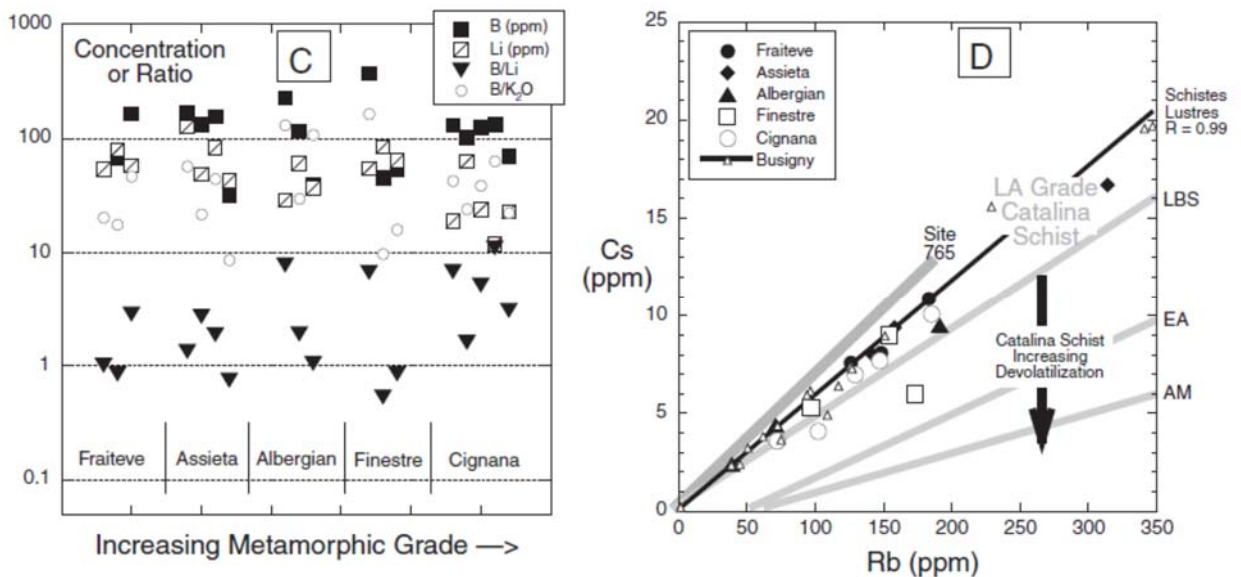 1000
100
10
1
0.1
Concentration
or Ratio
C
B (ppm)
Li (ppm)
B/Li
B/K₂O
Fraiteve
Assieta
Albergian
Finestre
Cignana
Increasing Metamorphic Grade —>
25
20
15
10
5
0
Cs
(ppm)
Fraiteve
Assieta
Albergian
Finestre
Cignana
Busigny
D
Schistes
Lustres
R = 0.99
LA Grade
Catalina
Schist
LBS
Site
765
EA
Catalina Schist
Increasing
Devolatilization
AM
0 50 100 150 200 250 300 350
Rb (ppm)